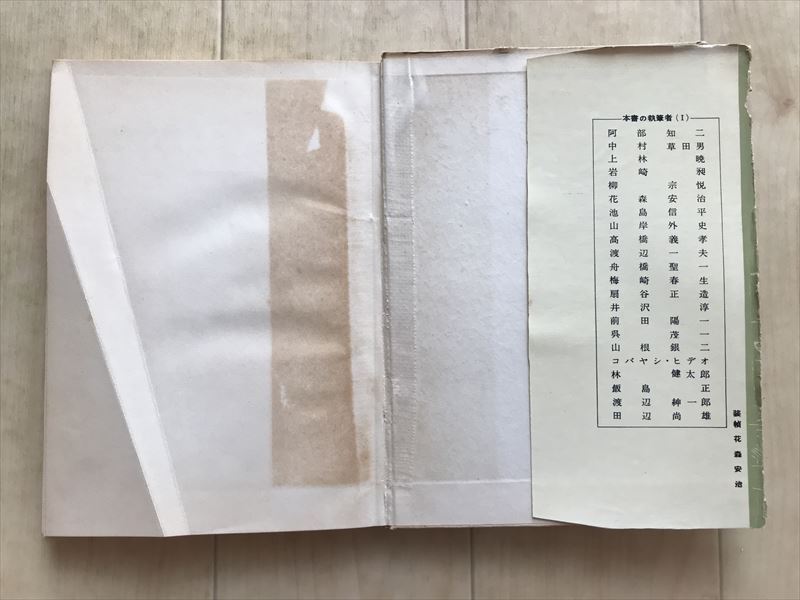 本書の執筆者（I）
阿部知二
中村草田男
上林暁
岩崎昶
柳宗悦
花森安治
池島信平
山岸外史
高橋義孝
渡辺一夫
舟橋聖一
梅崎春生
扇谷正造
井沢淳
前田陽一
呉茂一
山根銀二
コバヤシ・ヒデオ
林健太郎
飯島正
渡辺紳一郎
田辺尚雄
装幀 花森安治